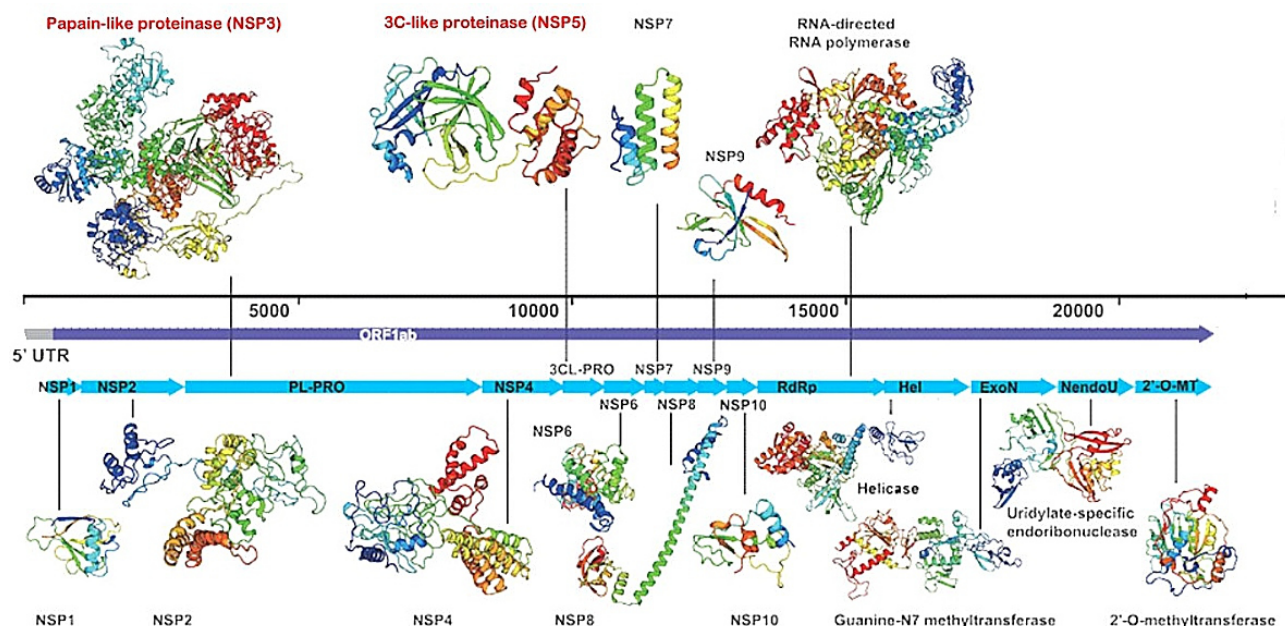 Papain-like proteinase (NSP3)
3C-like proteinase (NSP5)
NSP7
RNA-directed
RNA polymerase
NSP9
5000
10000
15000
20000
ORF1ab
5' UTR
3CL-PRO
NSP7
NSP9
NSP1
NSP2
PL-PRO
NSP4
RdRp
Hel
ExoN
NendoU
2'-O-MT
NSP6
NSP8
NSP10
NSP6
Helicase
Uridylate-specific
endoribonuclease
NSP1
NSP2
NSP4
NSP8
NSP10
Guanine-N7 methyltransferase
2'-O-methyltransferase